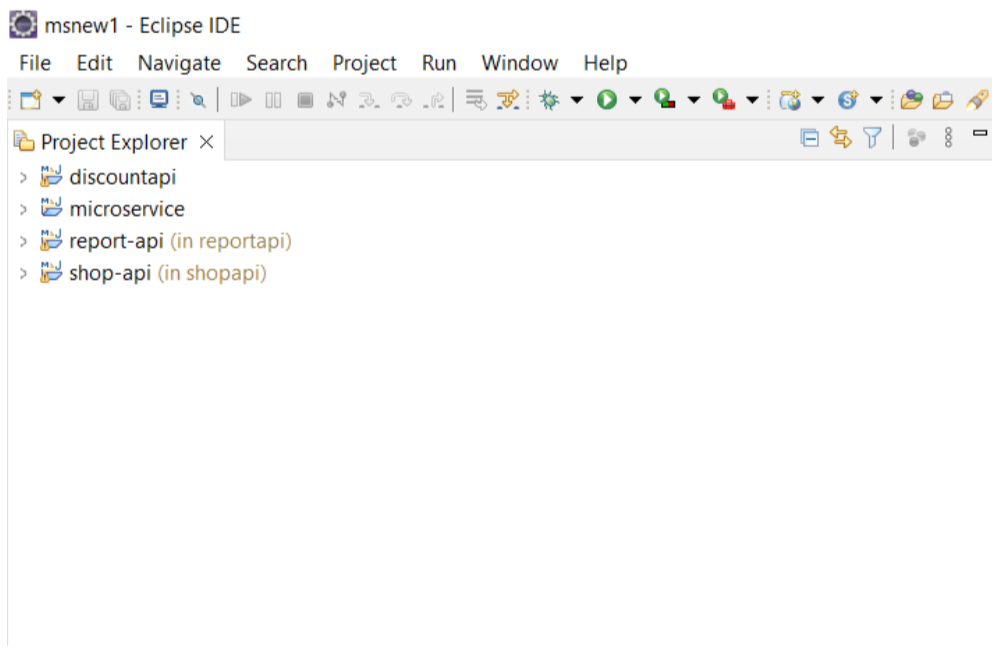 msnew1 - Eclipse IDE
File Edit Navigate Search Project Run Window Help
Project Explorer
discountapi
microservice
report-api (in reportapi)
shop-api (in shopapi)